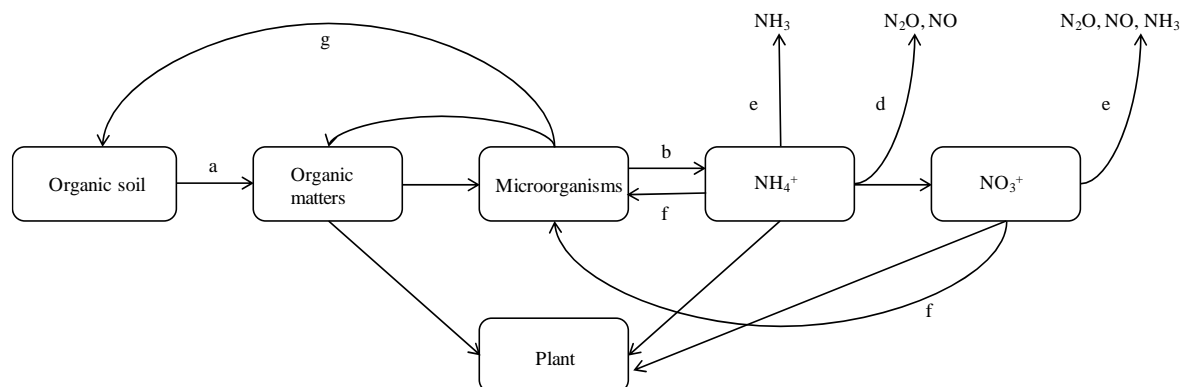 NH₃
N₂O, NO
N₂O, NO, NH₃
g
e
d
e
a
b
Organic soil
Organic
matters
Microorganisms
NH₄⁺
NO₃⁺
f
f
Plant